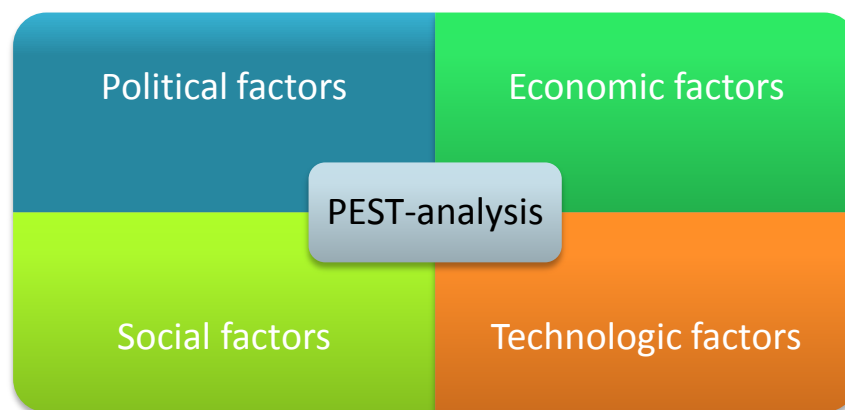 Political factors
Economic factors
PEST-analysis
Social factors
Technologic factors